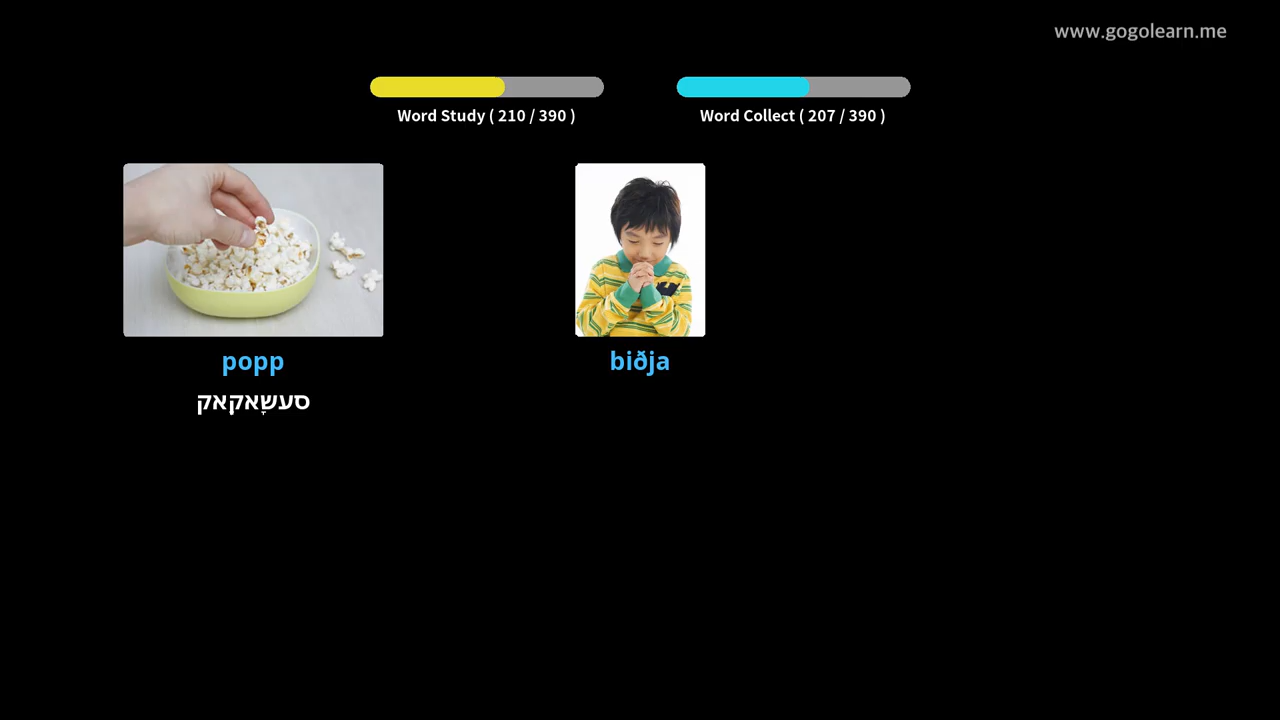 www.gogolearn.me
Word Study ( 210 / 390 )
Word Collect ( 207 / 390 )
popp
biðja
סעשָאקאָק